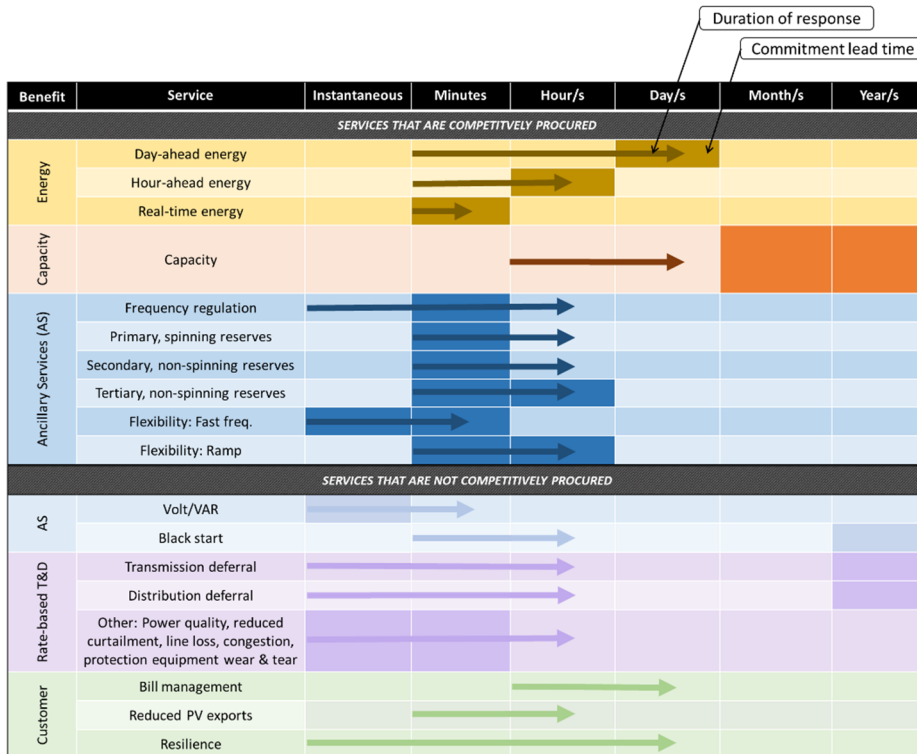 Duration of response
Commitment lead time
Benefit Service Instantaneous Minutes Hour/s Day/s Month/s Year/s
SERVICES THAT ARE COMPETITVELY PROCURED
Energy
Day-ahead energy
Hour-ahead energy
Real-time energy
Capacity
Capacity
Ancillary Services (AS)
Frequency regulation
Primary, spinning reserves
Secondary, non-spinning reserves
Tertiary, non-spinning reserves
Flexibility: Fast freq.
Flexibility: Ramp
SERVICES THAT ARE NOT COMPETITIVELY PROCURED
AS
Volt/VAR
Black start
Rate-based T&D
Transmission deferral
Distribution deferral
Other: Power quality, reduced
curtailment, line loss, congestion,
protection equipment wear & tear
Customer
Bill management
Reduced PV exports
Resilience